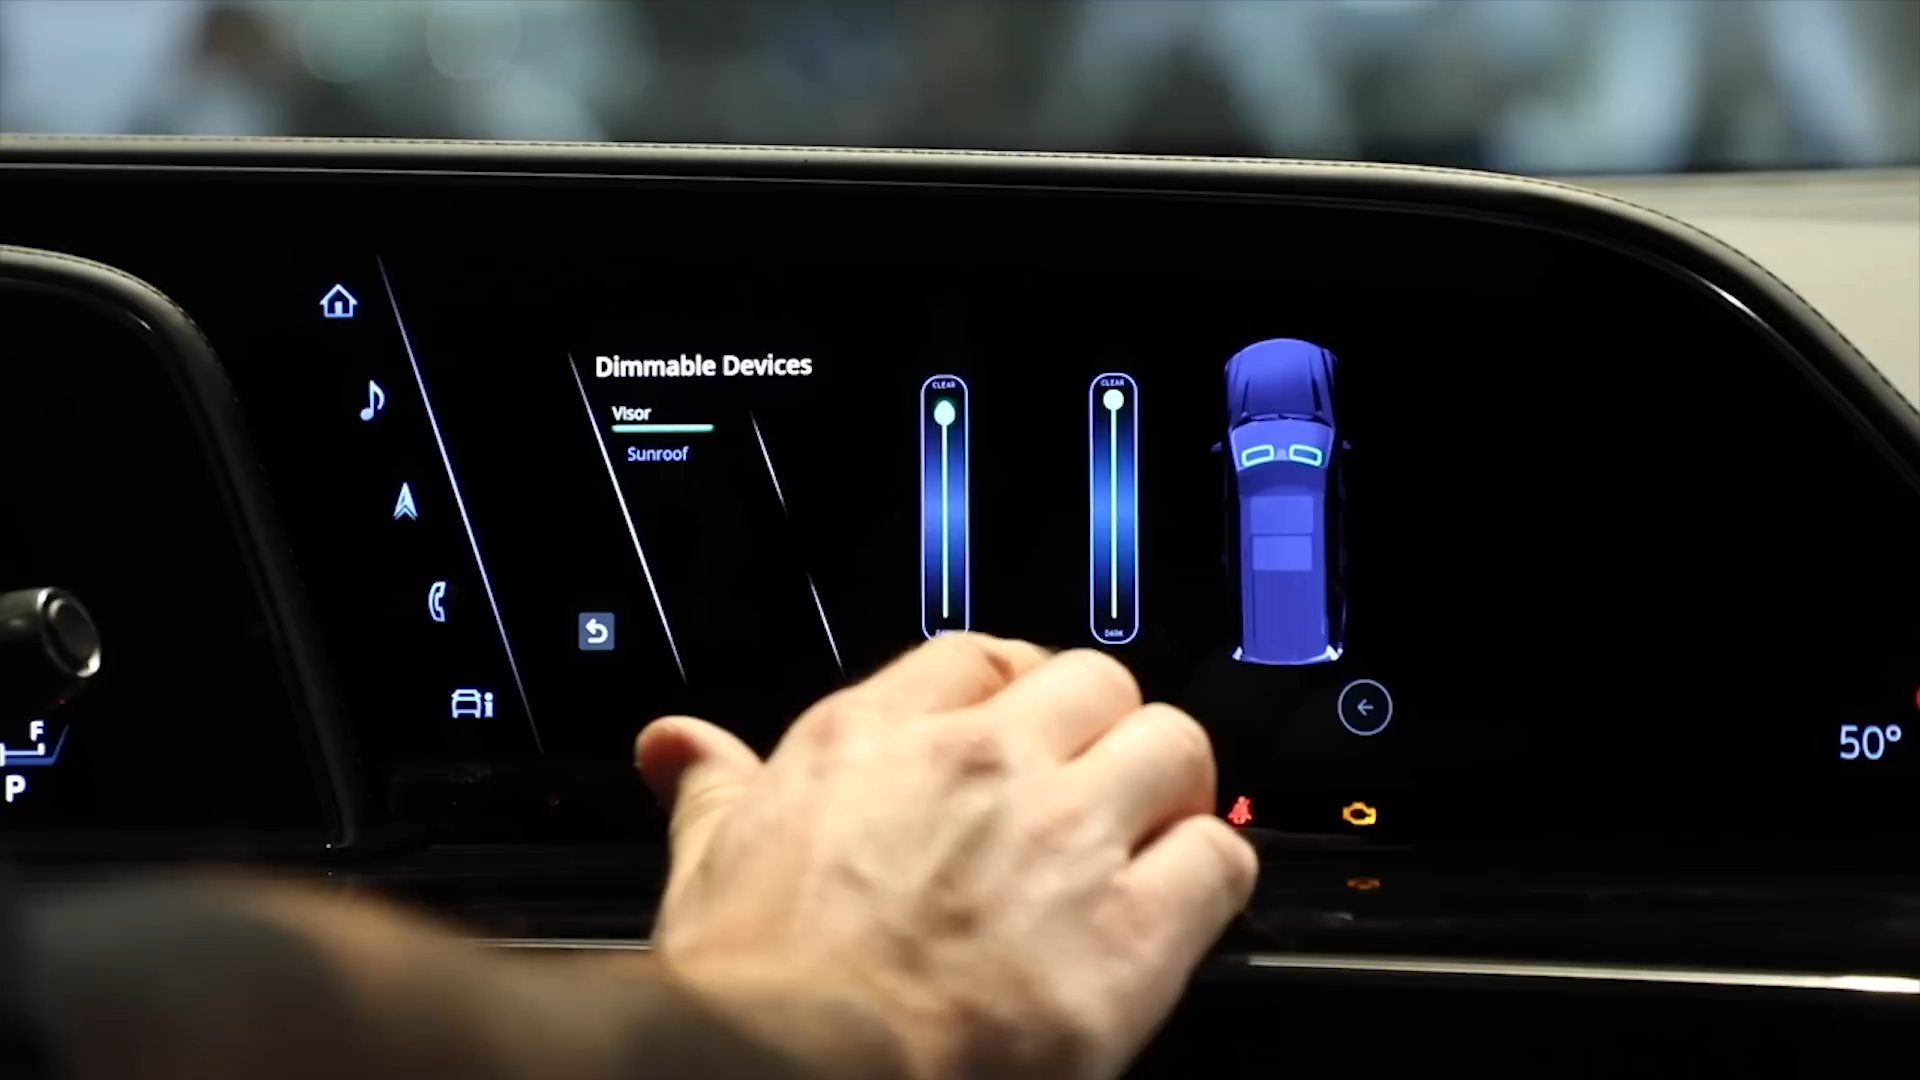 Dimmable Devices
Visor
Sunroof
CLEAR
CLEAR
DARK
F
P
50°